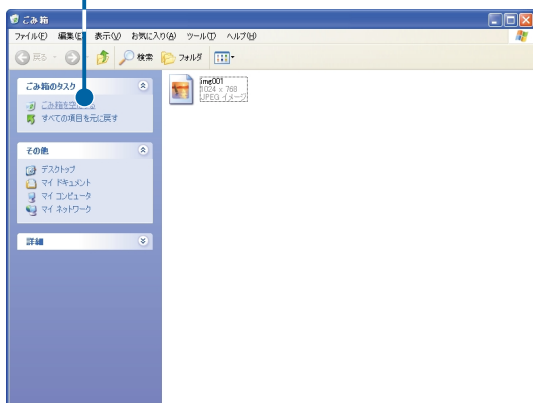 ごみ箱
ファイル(F) 編集(E) 表示(V) お気に入り(A) ツール(T) ヘルプ(H)
戻る 検索 フォルダ
ごみ箱のタスク
ごみ箱を空にする
すべての項目を元に戻す
その他
デスクトップ
マイ ドキュメント
マイ コンピュータ
マイ ネットワーク
詳細
img001
1024 x 768
JPEG イメージ